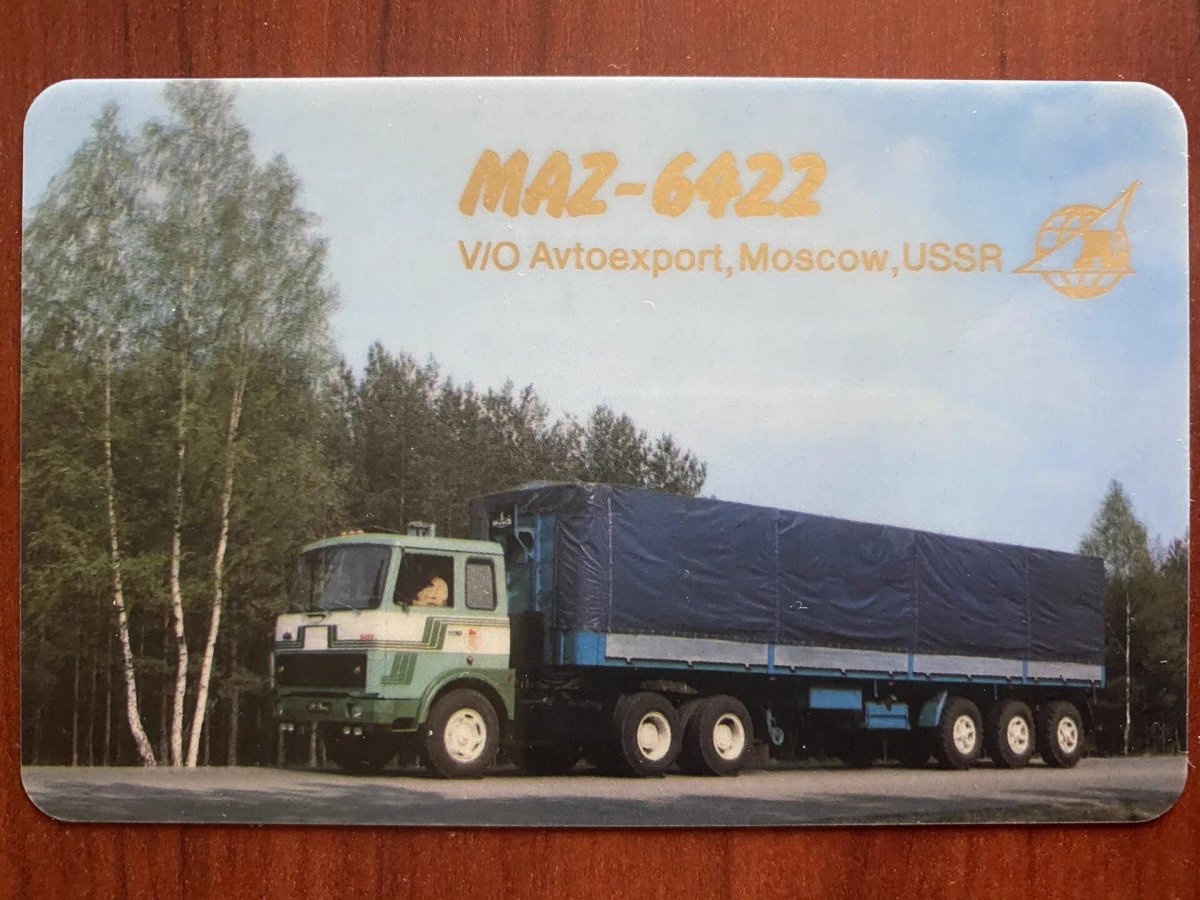 MAZ-6422
V/O Avtoexport, Moscow, USSR